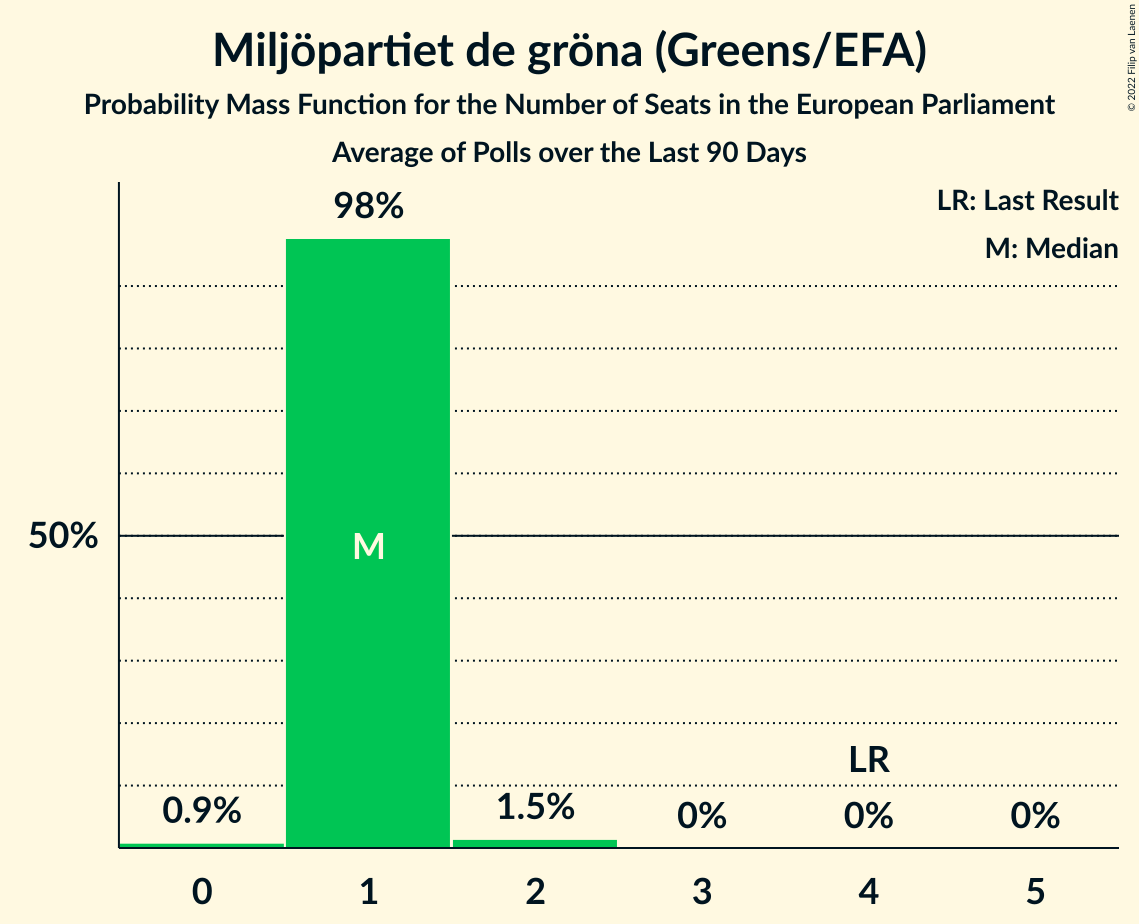 Miljöpartiet de gröna (Greens/EFA)
Probability Mass Function for the Number of Seats in the European Parliament
Average of Polls over the Last 90 Days
© 2022 Filip van Laenen
LR: Last Result
M: Median
98%
50%
M
LR
0.9%
1.5%
0%
0%
0%
0
1
2
3
4
5